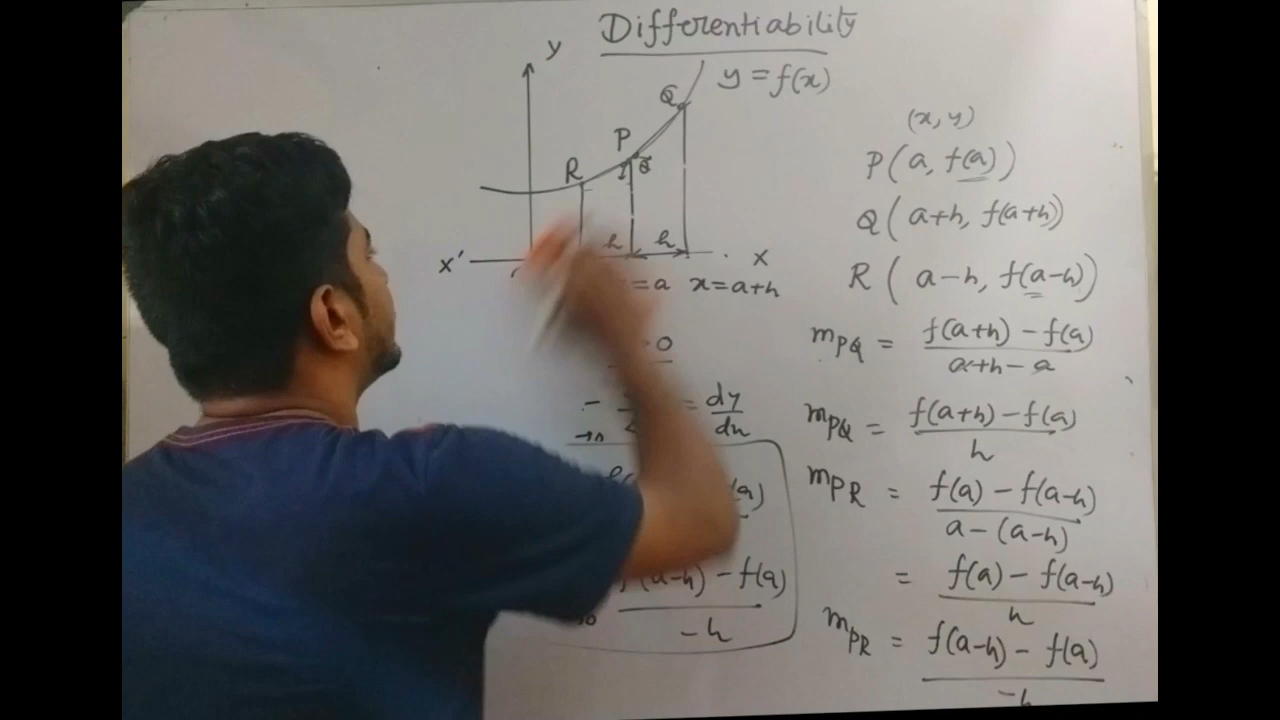 Differentiability
y
y = f(x)
Q
P
R
h h
x' x
=a x=a+h
0
= dy/dx
(a)
(a-h) - f(a)
-h
(x, y)
P(a, f(a))
Q(a+h, f(a+h))
R(a-h, f(a-h))
mPQ = f(a+h) - f(a) / a+h-a
mPQ = f(a+h) - f(a) / h
mPR = f(a) - f(a-h) / a-(a-h)
= f(a) - f(a-h) / h
mPR = f(a-h) - f(a) / -h